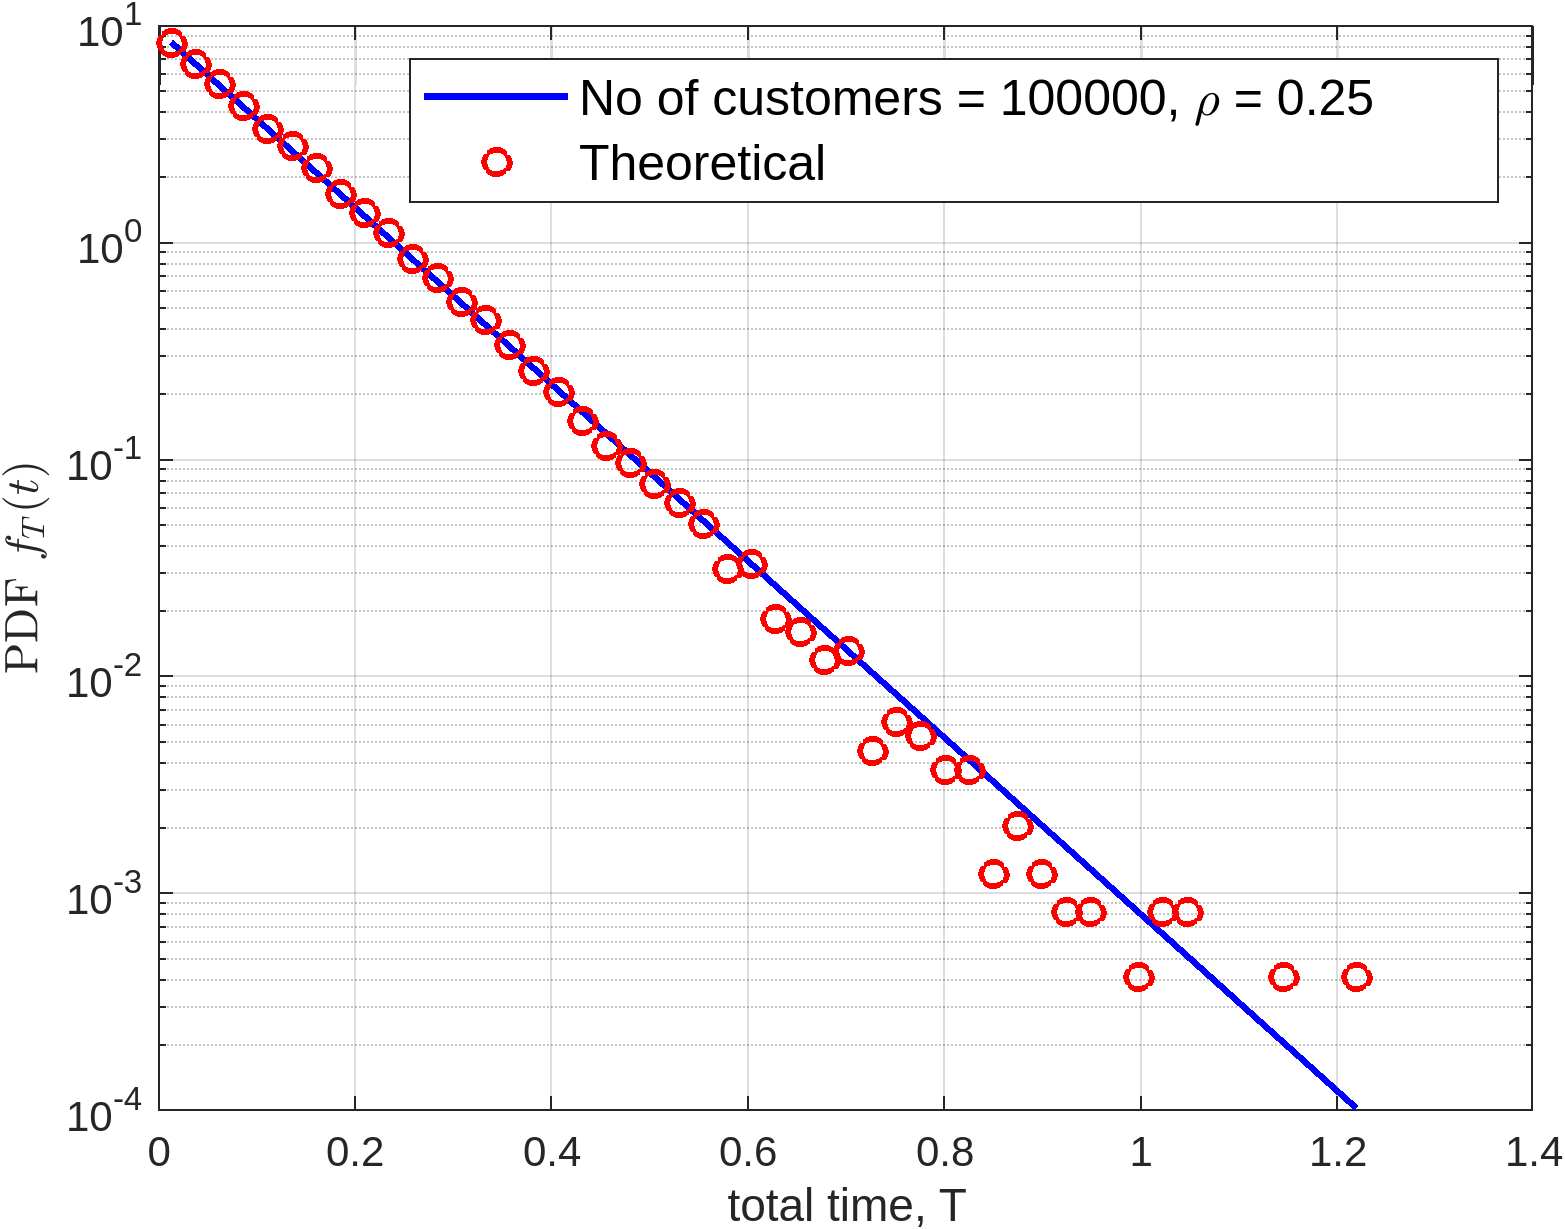 No of customers = 100000, ρ = 0.25
Theoretical
10^1
10^0
10^-1
10^-2
10^-3
10^-4
PDF f_T(t)
0 0.2 0.4 0.6 0.8 1 1.2 1.4
total time, T